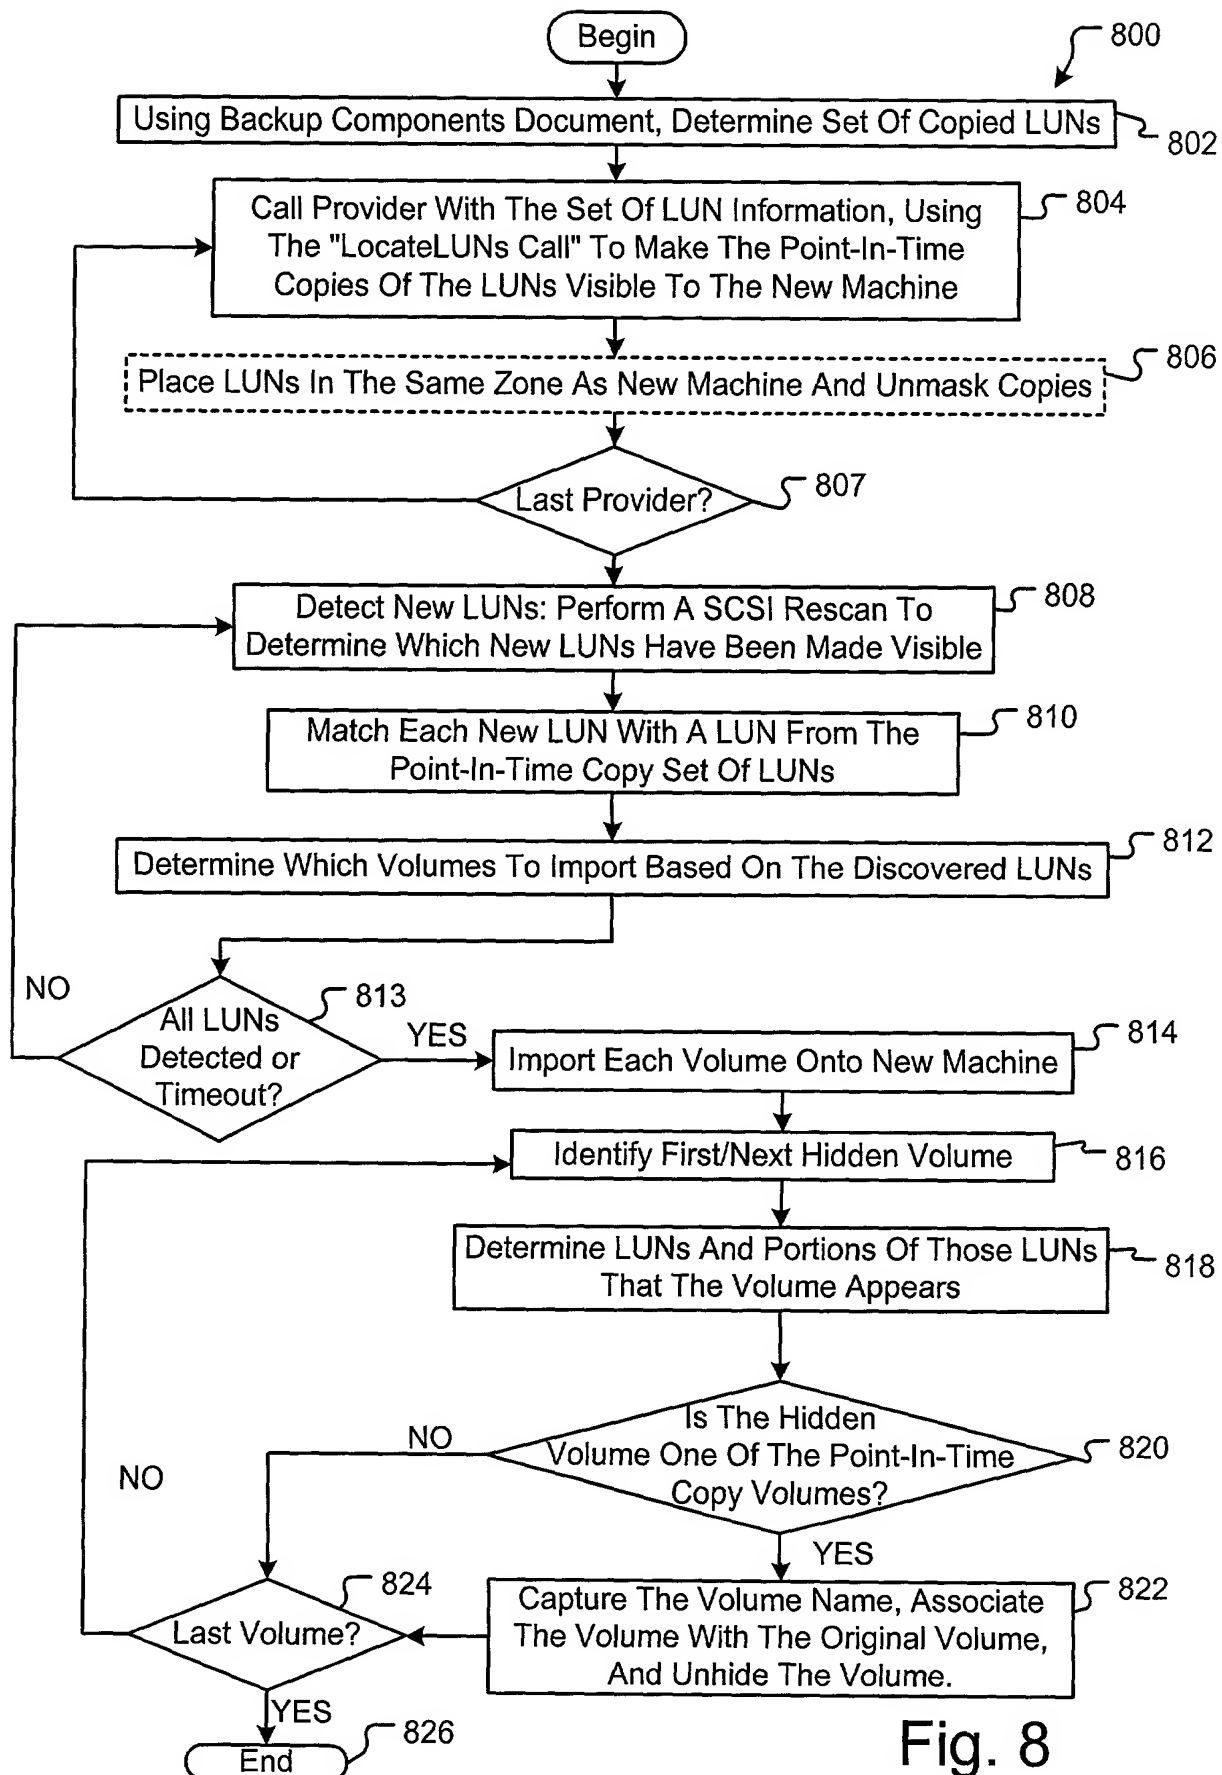 Begin
800
Using Backup Components Document, Determine Set Of Copied LUNs
802
Call Provider With The Set Of LUN Information, Using
The "LocateLUNs Call" To Make The Point-In-Time
Copies Of The LUNs Visible To The New Machine
804
Place LUNs In The Same Zone As New Machine And Unmask Copies
806
Last Provider?
807
Detect New LUNs: Perform A SCSI Rescan To
Determine Which New LUNs Have Been Made Visible
808
Match Each New LUN With A LUN From The
Point-In-Time Copy Set Of LUNs
810
Determine Which Volumes To Import Based On The Discovered LUNs
812
NO
All LUNs
Detected or
Timeout?
813
YES
Import Each Volume Onto New Machine
814
Identify First/Next Hidden Volume
816
Determine LUNs And Portions Of Those LUNs
That The Volume Appears
818
Is The Hidden
Volume One Of The Point-In-Time
Copy Volumes?
820
NO
NO
YES
Capture The Volume Name, Associate
The Volume With The Original Volume,
And Unhide The Volume.
822
Last Volume?
824
YES
End
826
Fig. 8